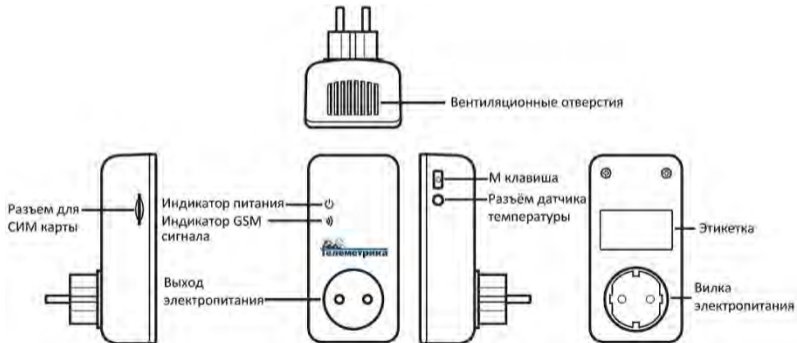 Вентиляционные отверстия
Разъем для
СИМ карты
Индикатор питания
Индикатор GSM
сигнала
Телеметрика
Выход
электропитания
М клавиша
Разъём датчика
температуры
Этикетка
Вилка
электропитания